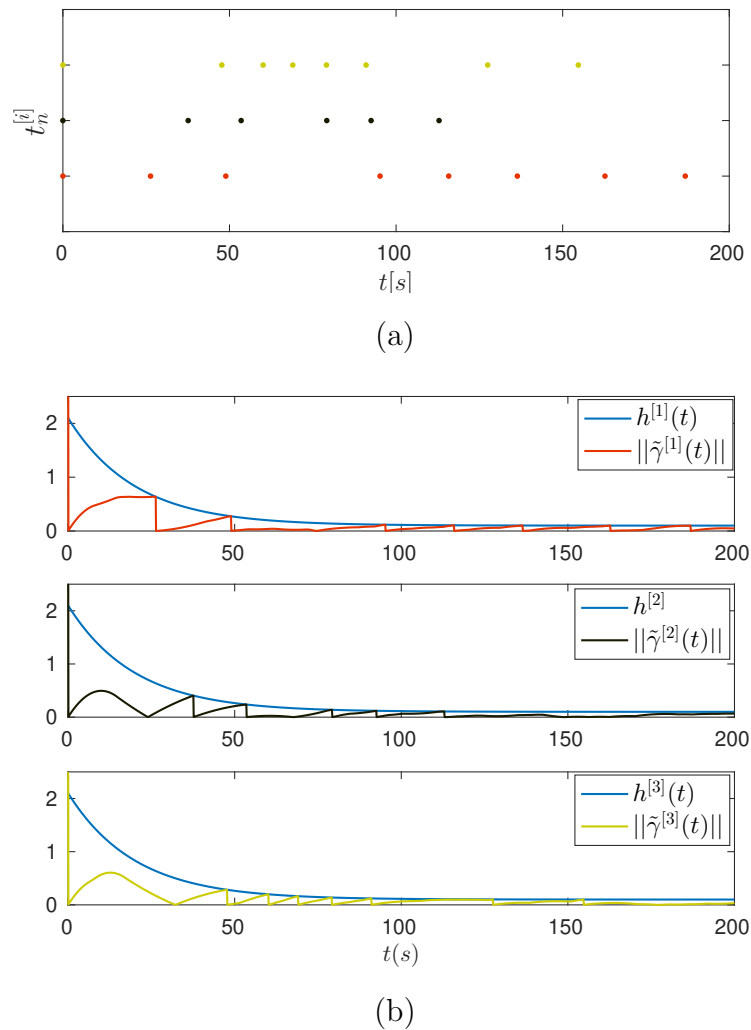 t_n^{[i]}
0 50 100 150 200
t[s]
(a)
2
1
0
h^{[1]}(t)
||γ̃^{[1]}(t)||
0 50 100 150 200
2
1
0
h^{[2]}
||γ̃^{[2]}(t)||
0 50 100 150 200
2
1
0
h^{[3]}(t)
||γ̃^{[3]}(t)||
0 50 100 150 200
t(s)
(b)